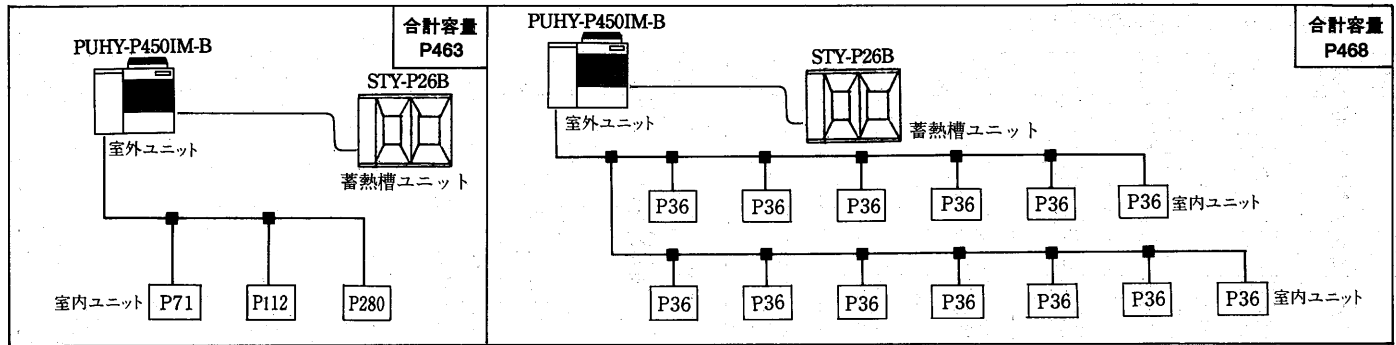 合計容量
P463
PUHY-P450IM-B
STY-P26B
室外ユニット
蓄熱槽ユニット
室内ユニット P71 P112 P280
合計容量
P468
PUHY-P450IM-B
STY-P26B
室外ユニット
蓄熱槽ユニット
P36 P36 P36 P36 P36 P36 室内ユニット
P36 P36 P36 P36 P36 P36 P36 室内ユニット